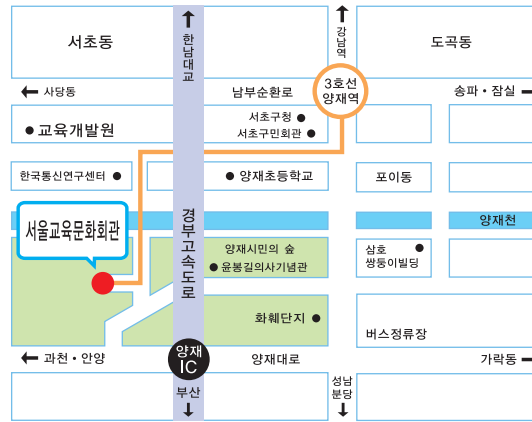 서초동
한남대교
강남역
도곡동
사당동
남부순환로
3호선
양재역
송파·잠실
교육개발원
서초구청
서초구민회관
한국통신연구센터
양재초등학교
포이동
서울교육문화회관
경부고속도로
양재천
양재시민의 숲
윤봉길의사기념관
삼호
쌍둥이빌딩
화훼단지
버스정류장
과천·안양
양재
IC
양재대로
가락동
부산
성남
분당